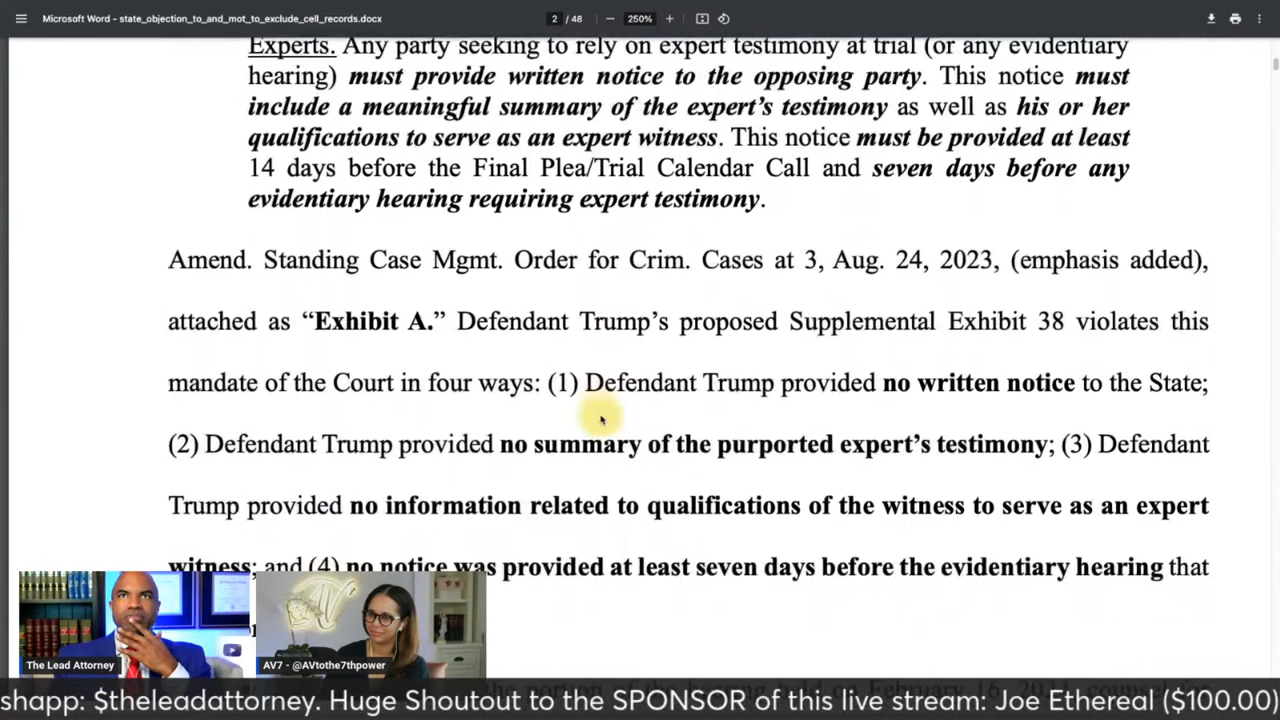 Microsoft Word - state_objection_to_and_mot_to_exclude_cell_records.docx
2 / 48
250%
Experts. Any party seeking to rely on expert testimony at trial (or any evidentiary
hearing) must provide written notice to the opposing party. This notice must
include a meaningful summary of the expert's testimony as well as his or her
qualifications to serve as an expert witness. This notice must be provided at least
14 days before the Final Plea/Trial Calendar Call and seven days before any
evidentiary hearing requiring expert testimony.
Amend. Standing Case Mgmt. Order for Crim. Cases at 3, Aug. 24, 2023, (emphasis added),
attached as “Exhibit A.” Defendant Trump’s proposed Supplemental Exhibit 38 violates this
mandate of the Court in four ways: (1) Defendant Trump provided no written notice to the State;
(2) Defendant Trump provided no summary of the purported expert’s testimony; (3) Defendant
Trump provided no information related to qualifications of the witness to serve as an expert
witness; and (4) no notice was provided at least seven days before the evidentiary hearing that
The Lead Attorney
AV7 - @AVtothe7thpower
shapp: $theleadattorney. Huge Shoutout to the SPONSOR of this live stream: Joe Ethereal ($100.00)